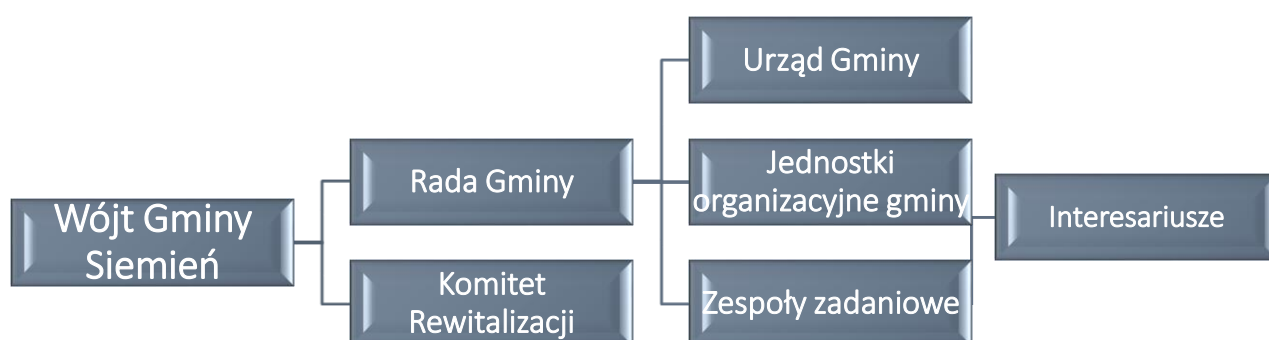 Wójt Gminy
Siemień
Rada Gminy
Komitet
Rewitalizacji
Urząd Gminy
Jednostki
organizacyjne gminy
Zespoły zadaniowe
Interesariusze